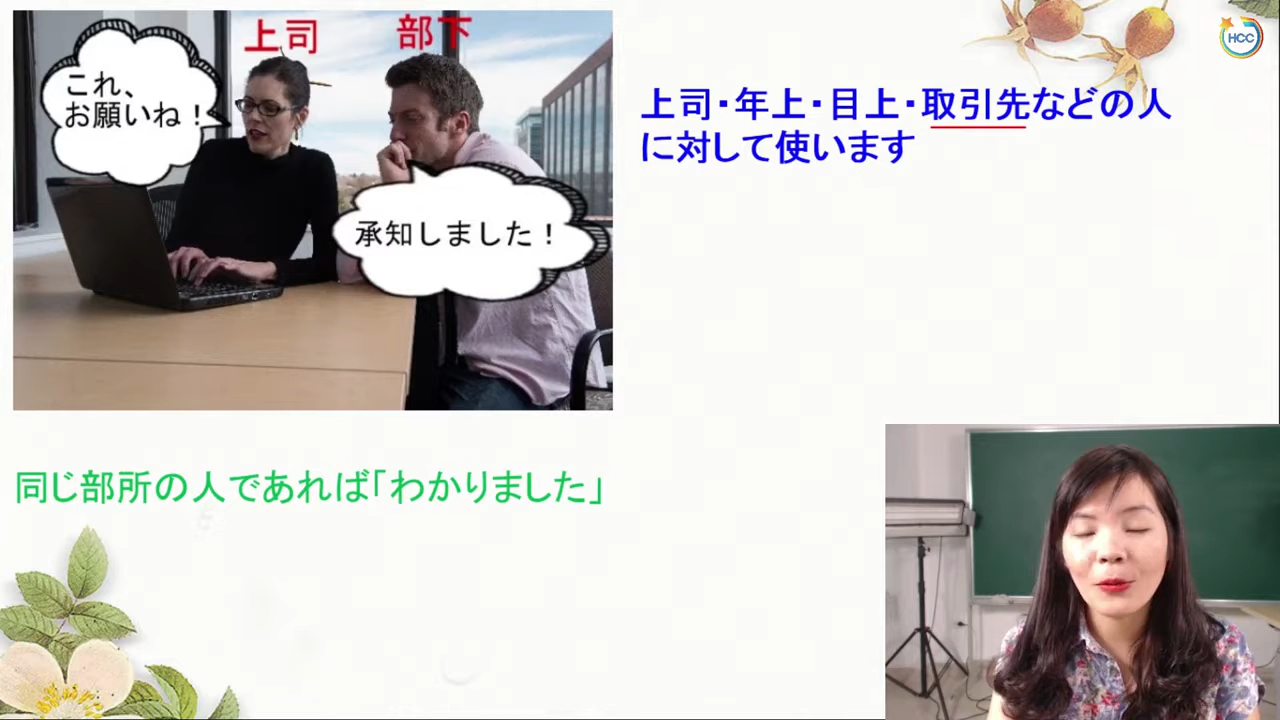 上司
部下
これ、
お願いね！
承知しました！
上司・年上・目上・取引先などの人
に対して使います
同じ部所の人であれば「わかりました」
HCC